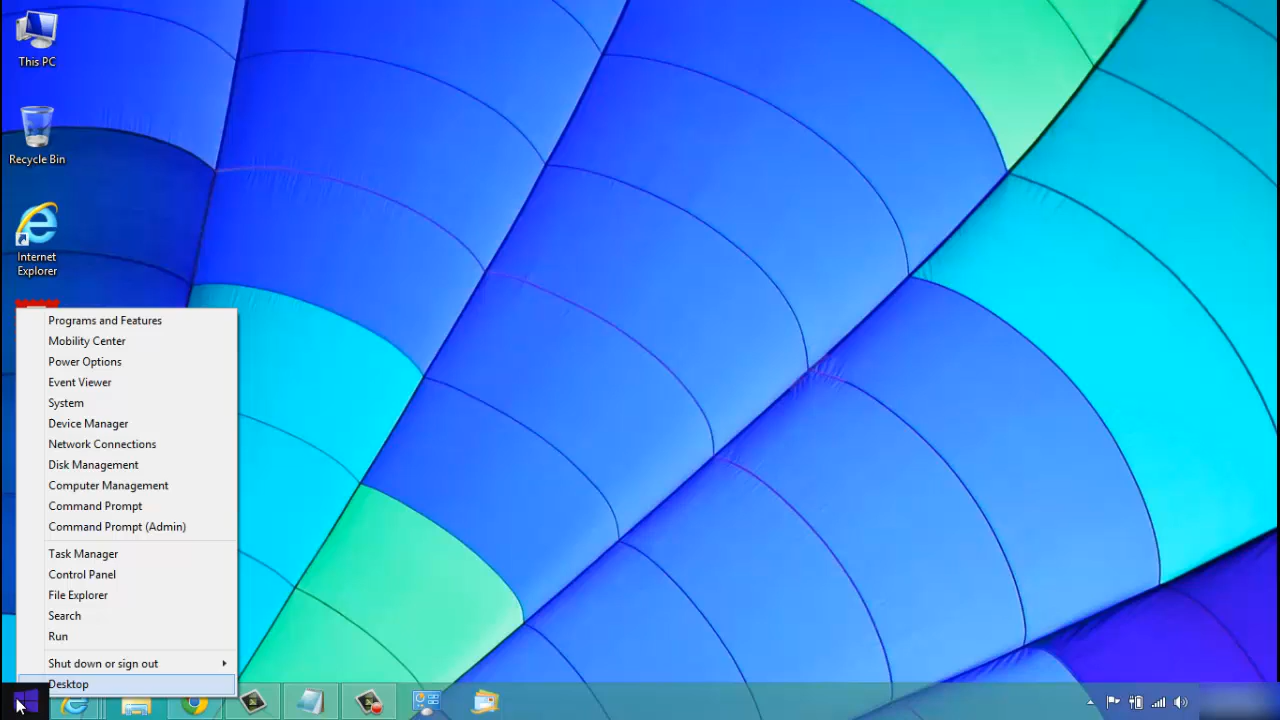 This PC
Recycle Bin
Internet
Explorer
Programs and Features
Mobility Center
Power Options
Event Viewer
System
Device Manager
Network Connections
Disk Management
Computer Management
Command Prompt
Command Prompt (Admin)
Task Manager
Control Panel
File Explorer
Search
Run
Shut down or sign out
Desktop